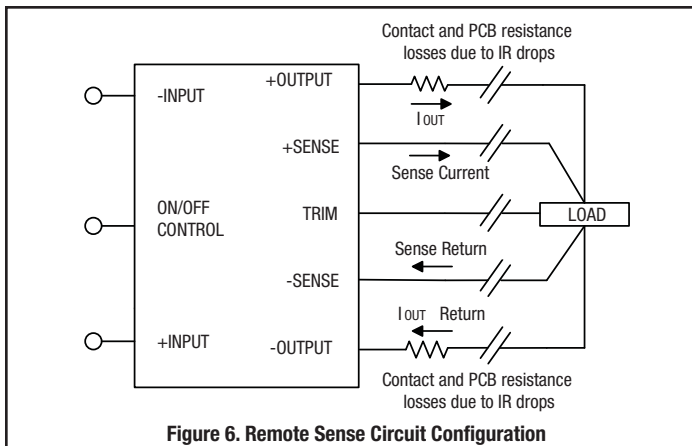 Contact and PCB resistance
losses due to IR drops
+OUTPUT
-INPUT
IOUT
+SENSE
Sense Current
ON/OFF
CONTROL
TRIM
LOAD
Sense Return
-SENSE
IOUT Return
+INPUT
-OUTPUT
Contact and PCB resistance
losses due to IR drops
Figure 6. Remote Sense Circuit Configuration